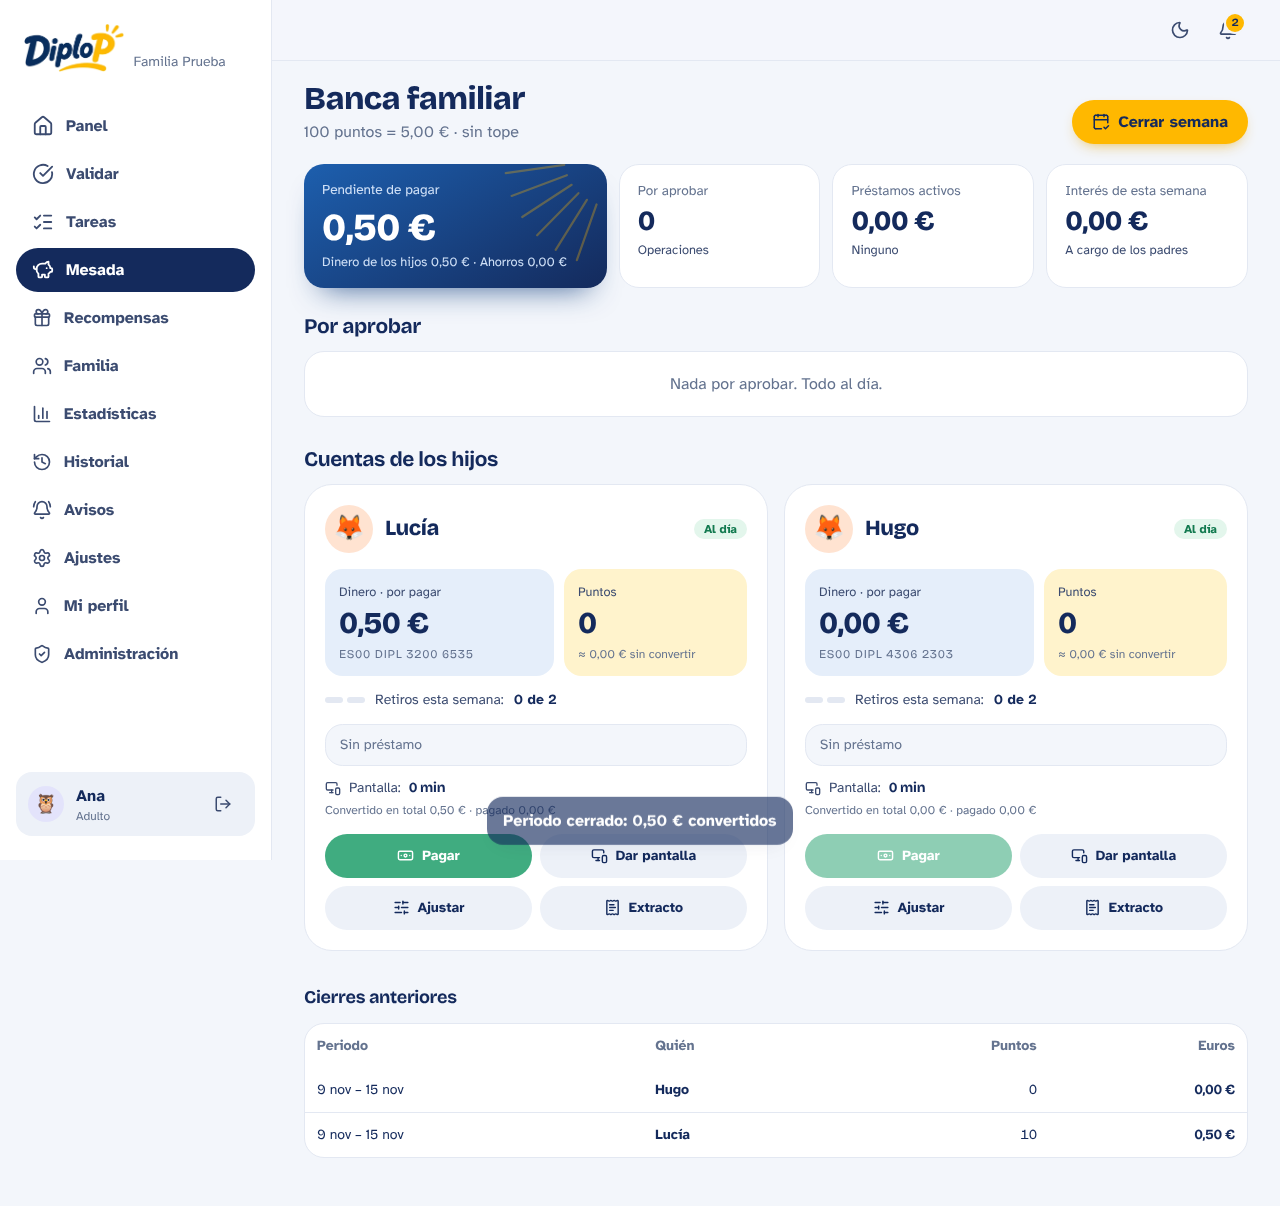 DiploP
Familia Prueba
Panel
Validar
Tareas
Mesada
Recompensas
Familia
Estadísticas
Historial
Avisos
Ajustes
Mi perfil
Administración
Ana
Adulto
2
Banca familiar
100 puntos = 5,00 € · sin tope
Cerrar semana
Pendiente de pagar
0,50 €
Dinero de los hijos 0,50 € · Ahorros 0,00 €
Por aprobar
0
Operaciones
Préstamos activos
0,00 €
Ninguno
Interés de esta semana
0,00 €
A cargo de los padres
Por aprobar
Nada por aprobar. Todo al día.
Cuentas de los hijos
Lucía
Al día
Dinero · por pagar
0,50 €
ES00 DIPL 3200 6535
Puntos
0
≈ 0,00 € sin convertir
Retiros esta semana: 0 de 2
Sin préstamo
Pantalla: 0 min
Convertido en total 0,50 € · pagado 0,00 €
Pagar
Dar pantalla
Ajustar
Extracto
Hugo
Al día
Dinero · por pagar
0,00 €
ES00 DIPL 4306 2303
Puntos
0
≈ 0,00 € sin convertir
Retiros esta semana: 0 de 2
Sin préstamo
Pantalla: 0 min
Convertido en total 0,00 € · pagado 0,00 €
Pagar
Dar pantalla
Ajustar
Extracto
Periodo cerrado: 0,50 € convertidos
Cierres anteriores
Periodo Quién Puntos Euros
9 nov – 15 nov Hugo 0 0,00 €
9 nov – 15 nov Lucía 10 0,50 €